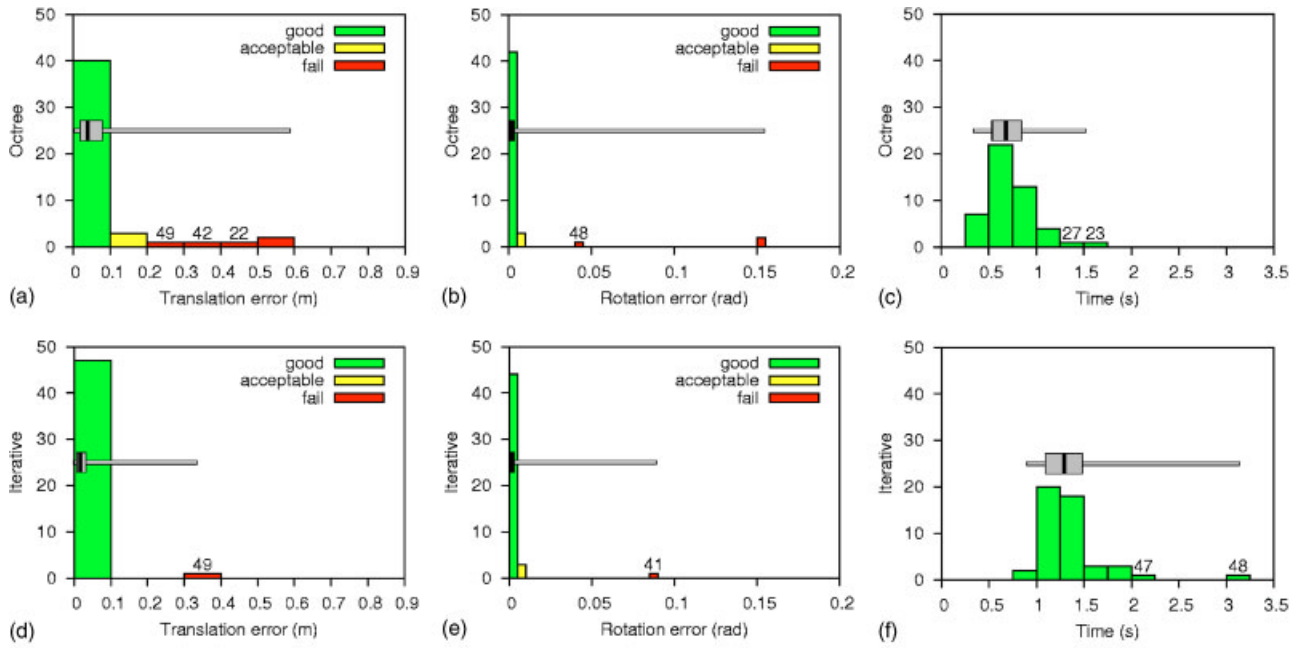 50
40
30
20
10
0
Octree
good
acceptable
fail
49 42 22
0 0.1 0.2 0.3 0.4 0.5 0.6 0.7 0.8 0.9
(a) Translation error (m)
50
40
30
20
10
0
Octree
good
acceptable
fail
48
0 0.05 0.1 0.15 0.2
(b) Rotation error (rad)
50
40
30
20
10
0
Octree
27 23
0 0.5 1 1.5 2 2.5 3 3.5
(c) Time (s)
50
40
30
20
10
0
Iterative
good
acceptable
fail
49
0 0.1 0.2 0.3 0.4 0.5 0.6 0.7 0.8 0.9
(d) Translation error (m)
50
40
30
20
10
0
Iterative
good
acceptable
fail
41
0 0.05 0.1 0.15 0.2
(e) Rotation error (rad)
50
40
30
20
10
0
Iterative
47 48
0 0.5 1 1.5 2 2.5 3 3.5
(f) Time (s)